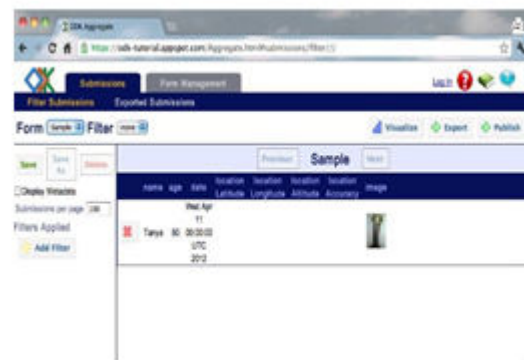 ODK Aggregate
https://odk-tutorial.appspot.com/Aggregate.html#submissions/filter///
Submissions Form Management Log In
Filter Submissions Exported Submissions
Form Sample Filter none Visualize Export Publish
Save Save As Delete Previous Sample Next
Display Metadata
Submissions per page 100
Filters Applied
Add Filter
name age date location Latitude location Longitude location Altitude location Accuracy image
Tanya 80 Wed Apr 11 00:00:00 UTC 2012